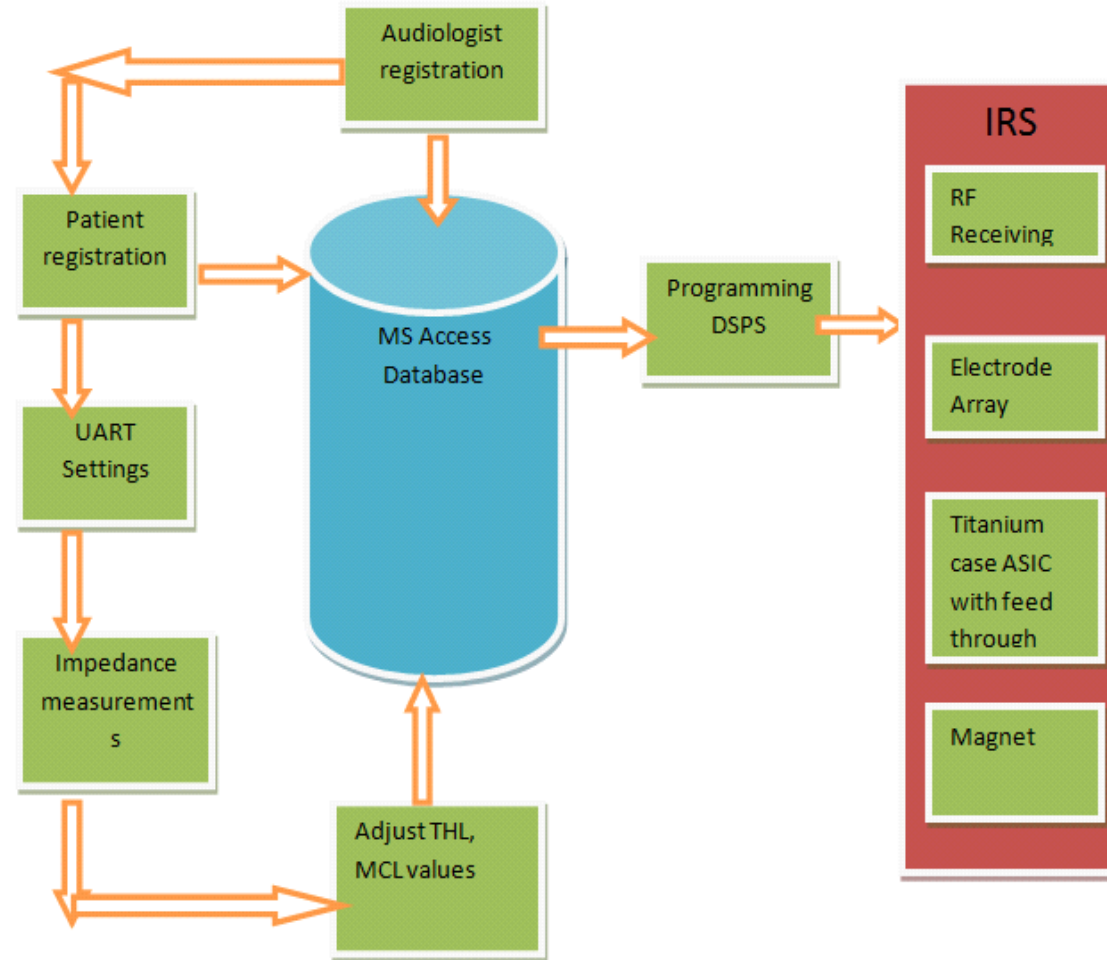 Audiologist
registration
Patient
registration
UART
Settings
Impedance
measurement
s
Adjust THL,
MCL values
MS Access
Database
Programming
DSPS
IRS
RF
Receiving
Electrode
Array
Titanium
case ASIC
with feed
through
Magnet